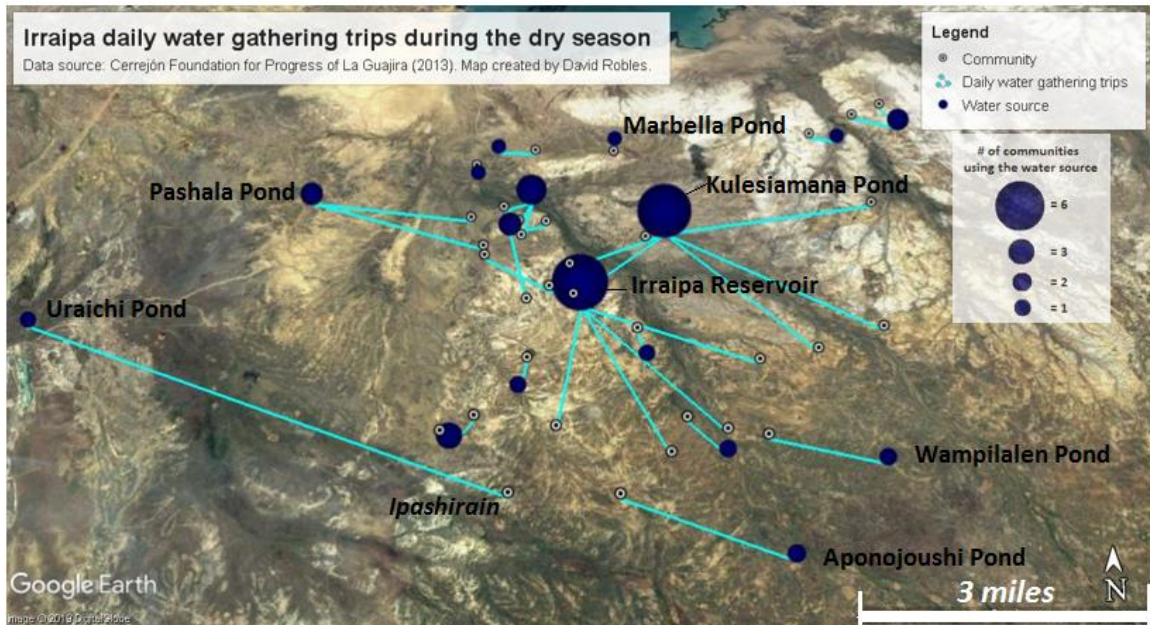 Irraipa daily water gathering trips during the dry season
Data source: Cerrejón Foundation for Progress of La Guajira (2013). Map created by David Robles.
Legend
Community
Daily water gathering trips
Water source
# of communities
using the water source
= 6
= 3
= 2
= 1
Marbella Pond
Pashala Pond
Kulesiamana Pond
Irraipa Reservoir
Uraichi Pond
Wampilalen Pond
Ipashirain
Aponojoushi Pond
Google Earth
Image © 2019 DigitalGlobe
3 miles
N